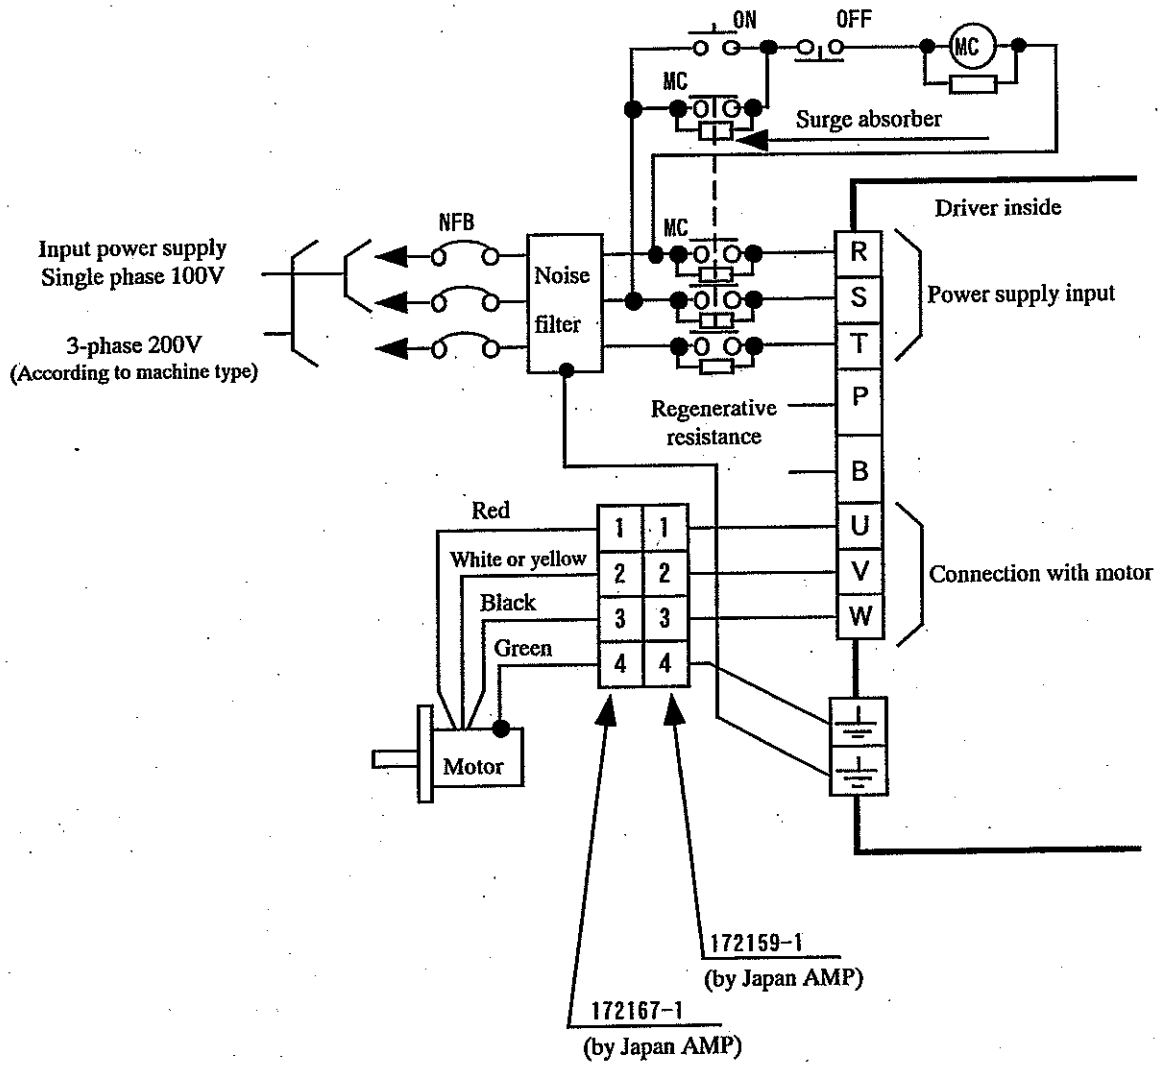 ON
OFF
MC
MC
Surge absorber
Driver inside
NFB
MC
Input power supply
Single phase 100V
3-phase 200V
(According to machine type)
Noise
filter
R
S
T
P
B
U
V
W
Power supply input
Regenerative
resistance
Red
White or yellow
Black
Green
1 1
2 2
3 3
4 4
Connection with motor
Motor
172159-1
(by Japan AMP)
172167-1
(by Japan AMP)